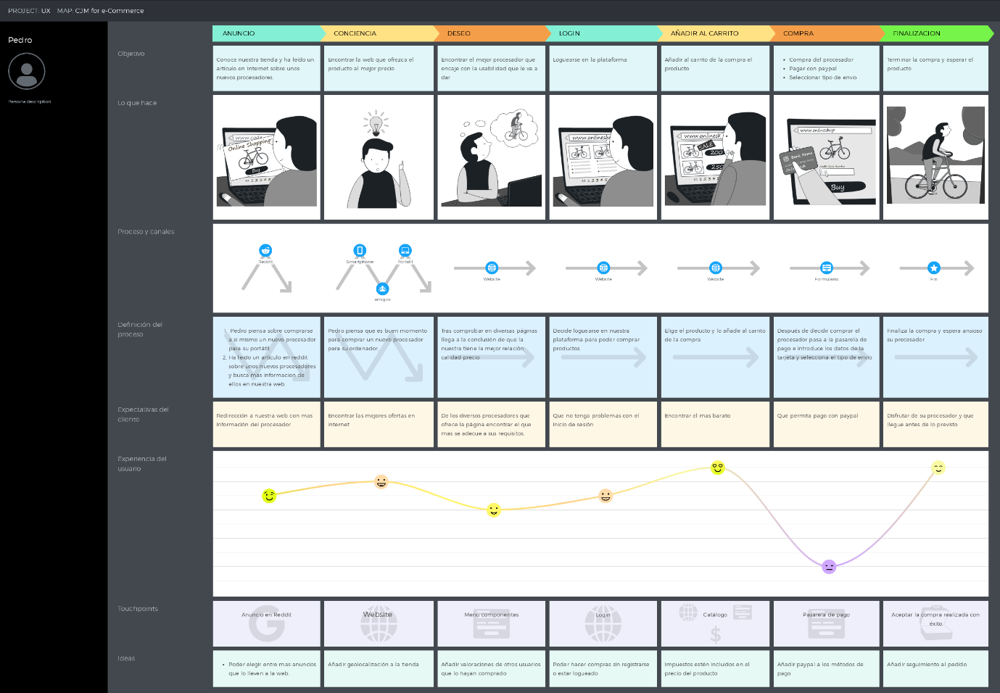 PROJECT: UX MAP: CJM for e-Commerce
Pedro
Persona description
ANUNCIO
CONCIENCIA
DESEO
LOGIN
AÑADIR AL CARRITO
COMPRA
FINALIZACION
Objetivo
Conoce nuestra tienda y ha leído un
artículo en Internet sobre unos
nuevos procesadores.
Encontrar la web que ofrezca el
producto al mejor precio
Encontrar el mejor procesador que
encaje con la usabilidad que le va a
dar
Loguearse en la plataforma
Añadir al carrito de la compra el
producto
• Compra del procesador
• Pagar con paypal
• Seleccionar tipo de envio
Terminar la compra y esperar el
producto
Lo que hace
Online Shopping
Buy
www.onlinesh
www.onlinesh
SALE
200
www.onlineshop
Bank Name
Buy
Proceso y canales
Reddit
Smartphone
Portatil
amigos
Website
Website
Website
Formulario
Fin
Definición del
proceso
1. Pedro piensa sobre comprarse
a si mismo un nuevo procesador
para su portátil
2. Ha leido un artículo en reddit
sobre unos nuevos procesadores
y busca mas informacion de
ellos en nuestra web.
Pedro piensa que es buen momento
para comprar un nuevo procesador
para su ordenador.
Tras comprobar en diversas páginas
llega a la conclusión de que la
nuestra tiene la mejor relación
calidad-precio
Decide loguearse en nuestra
plataforma para poder comprar
productos
Elige el producto y lo añade al carrito
de la compra
Después de decidir comprar el
procesador pasa a la pasarela de
pago e introduce los datos de la
tarjeta y selecciona el tipo de envio
Finaliza la compra y espera ansioso
su procesador
Expectativas del
cliente
Redirección a nuestra web con mas
información del procesador.
Encontrar las mejores ofertas en
internet
De los diversos procesadores que
ofrece la página encontrar el que
mas se adecue a sus requisitos.
Que no tenga problemas con el
inicio de sesión
Encontrar el mas barato
Que permita pago con paypal
Disfrutar de su procesador y que
llegue antes de lo previsto
Experiencia del
usuario
Touchpoints
Anuncio en Reddit
Website
Menu componentes
Login
Catálogo
Pasarela de pago
Aceptar la compra realizada con
éxito
Ideas
• Poder elegir entre mas anuncios
que lo lleven a la web.
Añadir geolocalización a la tienda
Añadir valoraciones de otros usuarios
que lo hayan comprado
Poder hacer compras sin registrarse
o estar logueado
Impuestos estén incluidos en el
precio del producto
Añadir paypal a los métodos de
pago
Añadir seguimiento al pedido